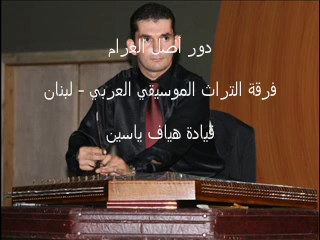 دور أصل الغرام
فرقة التراث الموسيقي العربي - لبنان
قيادة هياف ياسين